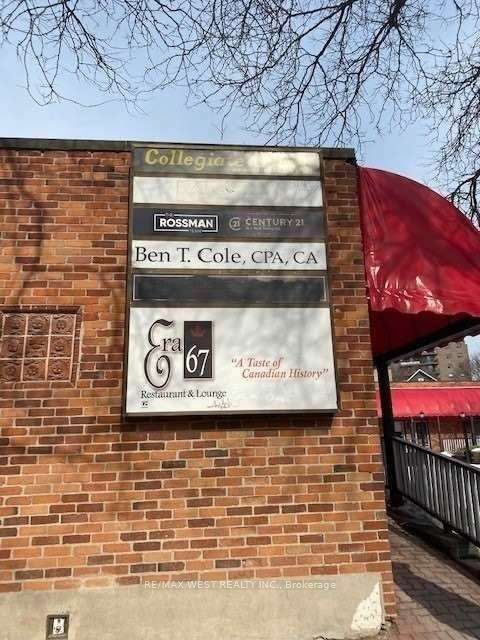 Collegiate
ROSSMAN
21 CENTURY 21
BEN T. COLE, CPA, CA
Era
67
"A Taste of
Canadian History"
Restaurant & Lounge
RE/MAX WEST REALTY INC., Brokerage